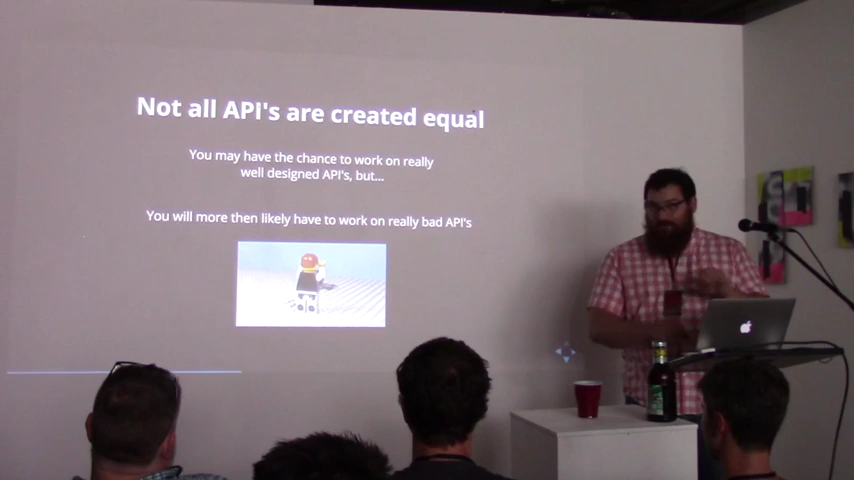 Not all API's are created equal
You may have the chance to work on really
well designed API's, but...
You will more then likely have to work on really bad API's